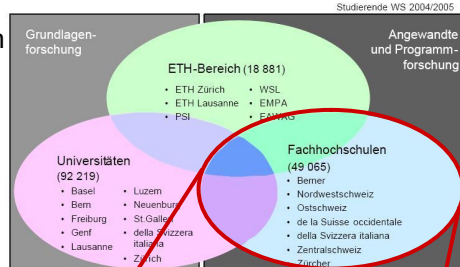 Studierende WS 2004/2005
n
Grundlagen-
forschung
Angewandte
und Programm-
forschung
ETH-Bereich (18 881)
• ETH Zürich
• ETH Lausanne
• PSI
• WSL
• EMPA
• EAWAG
Universitäten
(92 219)
• Basel
• Bern
• Freiburg
• Genf
• Lausanne
• Luzern
• Neuenburg
• St.Gallen
• della Svizzera
italiana
• Zürich
Fachhochschulen
(49 065)
• Berner
• Nordwestschweiz
• Ostschweiz
• de la Suisse occidentale
• della Svizzera italiana
• Zentralschweiz
• Zürcher